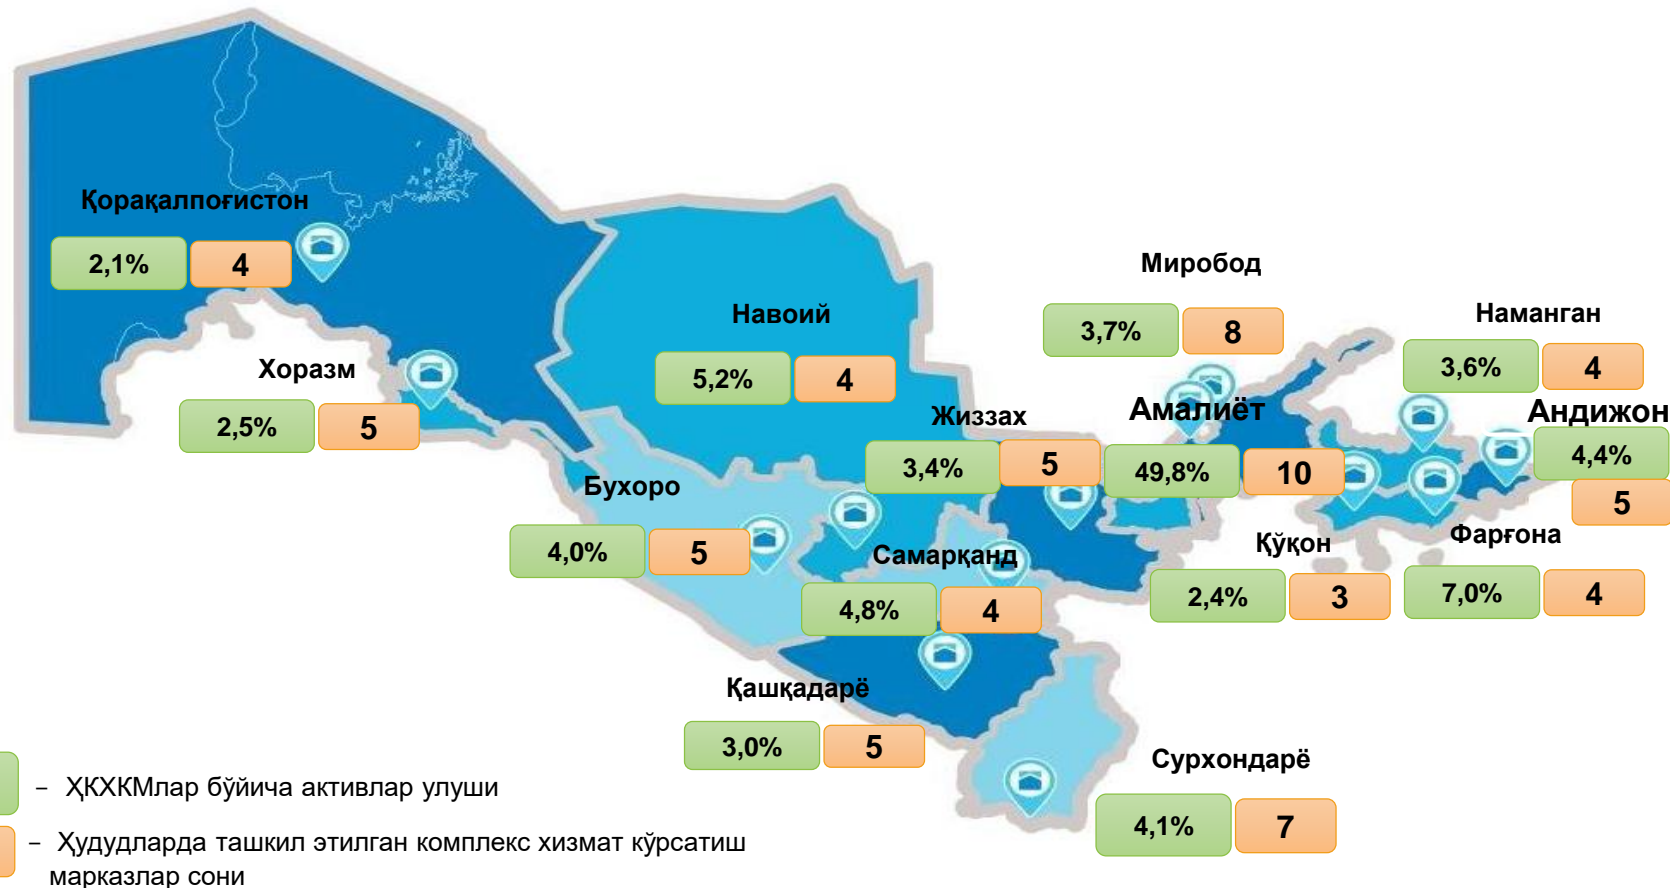 Қорақалпоғистон
2,1% 4
Хоразм
2,5% 5
Навоий
5,2% 4
Бухоро
4,0% 5
Жиззах
3,4% 5
Самарқанд
4,8% 4
Қашқадарё
3,0% 5
Миробод
3,7% 8
Амалиёт
49,8% 10
Наманган
3,6% 4
Андижон
4,4%
5
Қўқон
2,4% 3
Фарғона
7,0% 4
Сурхондарё
4,1% 7
– ҲКХКМлар бўйича активлар улуши
– Ҳудудларда ташкил этилган комплекс хизмат кўрсатиш
марказлар сони